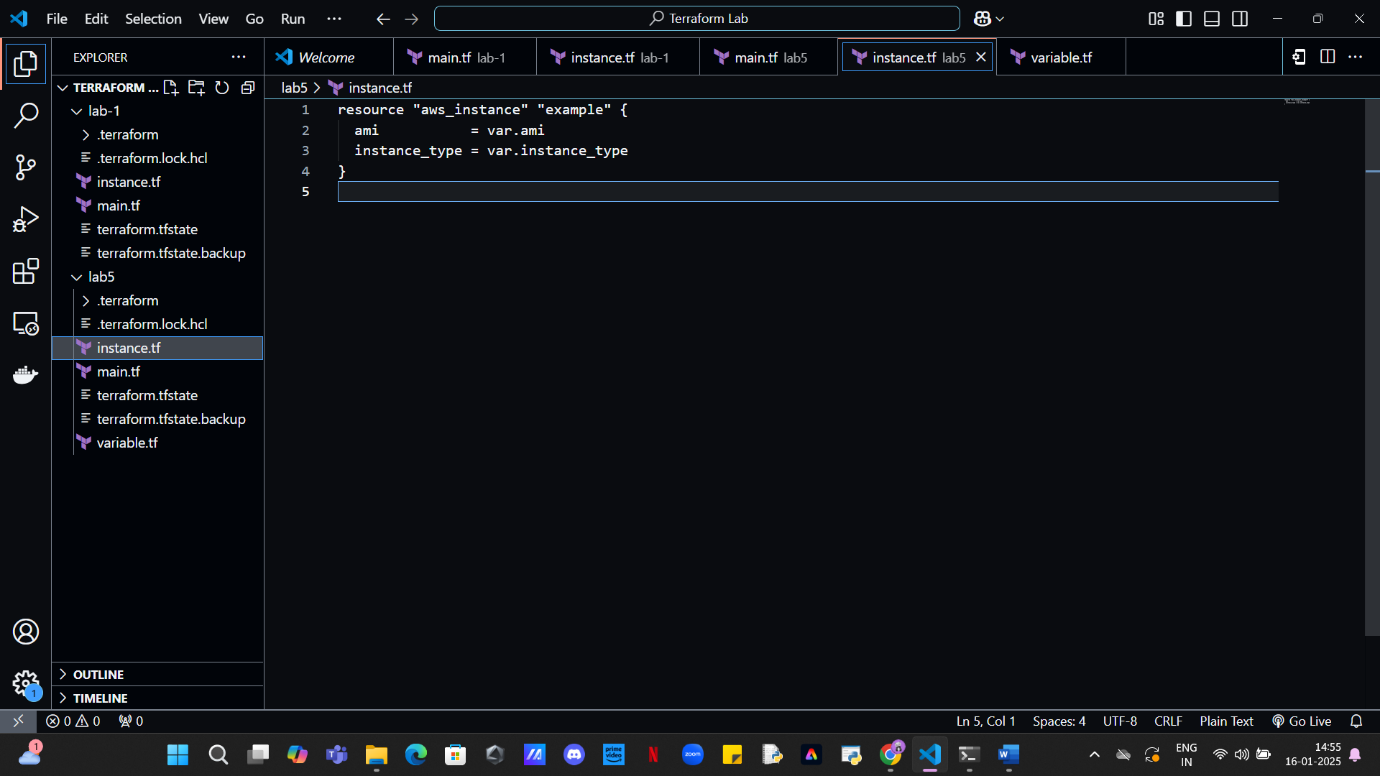 File Edit Selection View Go Run ··· Terraform Lab
EXPLORER ···
Welcome
main.tf lab-1
instance.tf lab-1
main.tf lab5
instance.tf lab5
variable.tf
TERRAFORM ...
lab-1
.terraform
.terraform.lock.hcl
instance.tf
main.tf
terraform.tfstate
terraform.tfstate.backup
lab5
.terraform
.terraform.lock.hcl
instance.tf
main.tf
terraform.tfstate
terraform.tfstate.backup
variable.tf
OUTLINE
TIMELINE
lab5 > instance.tf
1 resource "aws_instance" "example" {
2 ami = var.ami
3 instance_type = var.instance_type
4 }
5
1
0 0 0 Ln 5, Col 1 Spaces: 4 UTF-8 CRLF Plain Text Go Live
1
prime video
zoom
ENG
IN
14:55
16-01-2025